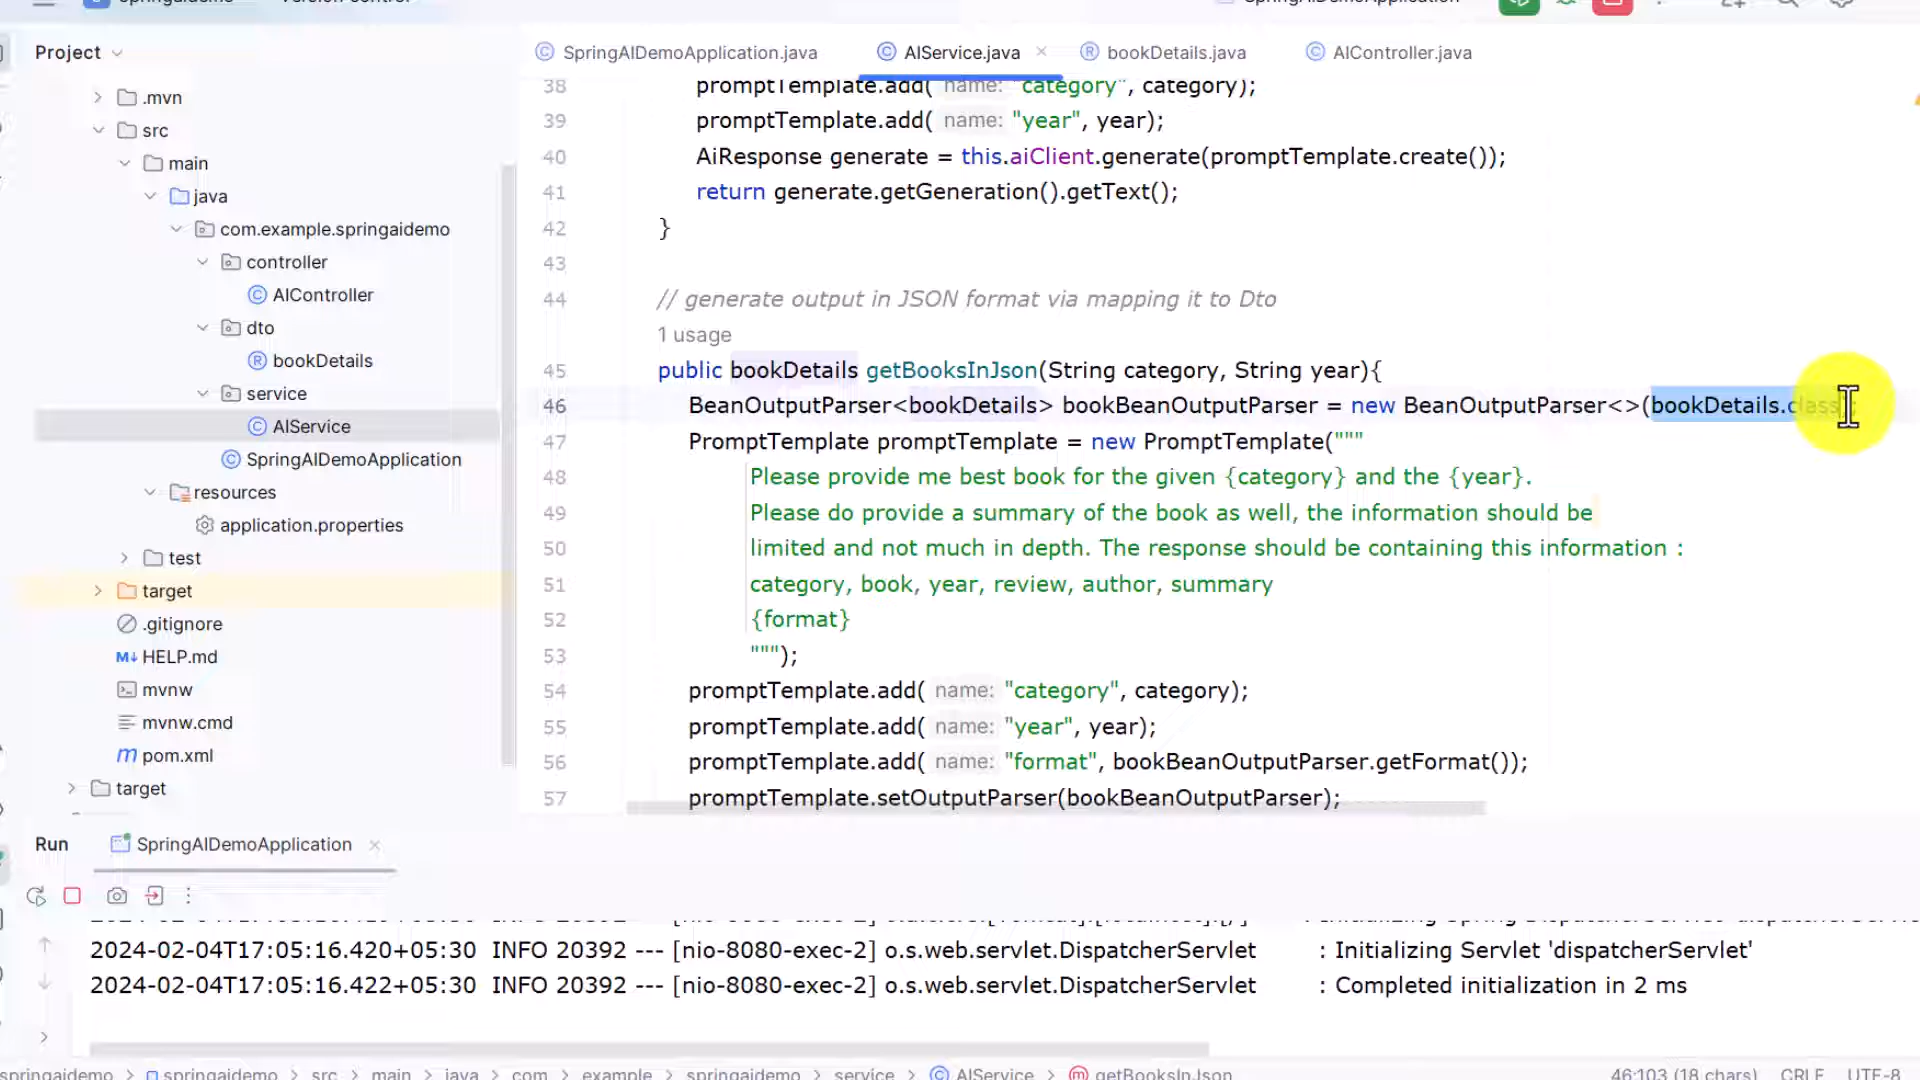 springaidemo
Version control
SpringAIDemoApplication
Project
SpringAIDemoApplication.java
AIService.java
bookDetails.java
AIController.java
.mvn
src
main
java
com.example.springaidemo
controller
AIController
dto
bookDetails
service
AIService
SpringAIDemoApplication
resources
application.properties
test
target
.gitignore
HELP.md
mvnw
mvnw.cmd
pom.xml
target
38 promptTemplate.add( name: "category", category);
39 promptTemplate.add( name: "year", year);
40 AiResponse generate = this.aiClient.generate(promptTemplate.create());
41 return generate.getGeneration().getText();
42 }
43
44 // generate output in JSON format via mapping it to Dto
1 usage
45 public bookDetails getBooksInJson(String category, String year){
46 BeanOutputParser<bookDetails> bookBeanOutputParser = new BeanOutputParser<>(bookDetails.class);
47 PromptTemplate promptTemplate = new PromptTemplate("""
48 Please provide me best book for the given {category} and the {year}.
49 Please do provide a summary of the book as well, the information should be
50 limited and not much in depth. The response should be containing this information :
51 category, book, year, review, author, summary
52 {format}
53 """);
54 promptTemplate.add( name: "category", category);
55 promptTemplate.add( name: "year", year);
56 promptTemplate.add( name: "format", bookBeanOutputParser.getFormat());
57 promptTemplate.setOutputParser(bookBeanOutputParser);
Run SpringAIDemoApplication
2024-02-04T17:05:16.420+05:30 INFO 20392 --- [nio-8080-exec-2] o.s.web.servlet.DispatcherServlet : Initializing Servlet 'dispatcherServlet'
2024-02-04T17:05:16.422+05:30 INFO 20392 --- [nio-8080-exec-2] o.s.web.servlet.DispatcherServlet : Completed initialization in 2 ms
springaidemo > springaidemo > src > main > java > com > example > springaidemo > service > AIService > getBooksInJson 46:103 (18 chars) CRLF UTF-8